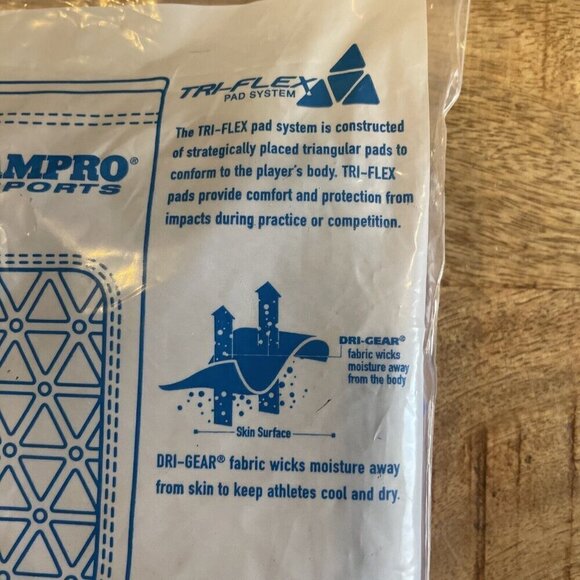 TRI-FLEX
PAD SYSTEM
The TRI-FLEX pad system is constructed
of strategically placed triangular pads to
conform to the player's body. TRI-FLEX
pads provide comfort and protection from
impacts during practice or competition.
AMPRO®
PORTS
DRI-GEAR®
fabric wicks
moisture away
from the body
Skin Surface
DRI-GEAR® fabric wicks moisture away
from skin to keep athletes cool and dry.